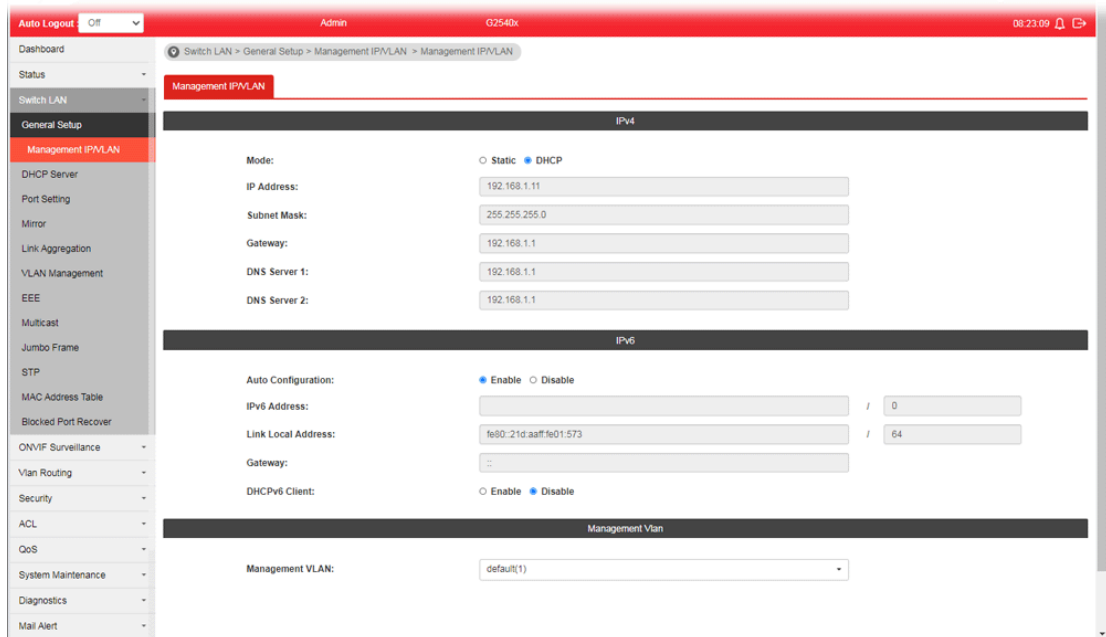 Auto Logout : Off Admin G2540x 08:23:09
Dashboard
Status
Switch LAN
General Setup
Management IP/VLAN
DHCP Server
Port Setting
Mirror
Link Aggregation
VLAN Management
EEE
Multicast
Jumbo Frame
STP
MAC Address Table
Blocked Port Recover
ONVIF Surveillance
Vlan Routing
Security
ACL
QoS
System Maintenance
Diagnostics
Mail Alert
Switch LAN > General Setup > Management IP/VLAN > Management IP/VLAN
Management IP/VLAN
IPv4
Mode: Static DHCP
IP Address: 192.168.1.11
Subnet Mask: 255.255.255.0
Gateway: 192.168.1.1
DNS Server 1: 192.168.1.1
DNS Server 2: 192.168.1.1
IPv6
Auto Configuration: Enable Disable
IPv6 Address: / 0
Link Local Address: fe80::21d:aaff:fe01:573 / 64
Gateway: ::
DHCPv6 Client: Enable Disable
Management Vlan
Management VLAN: default(1)